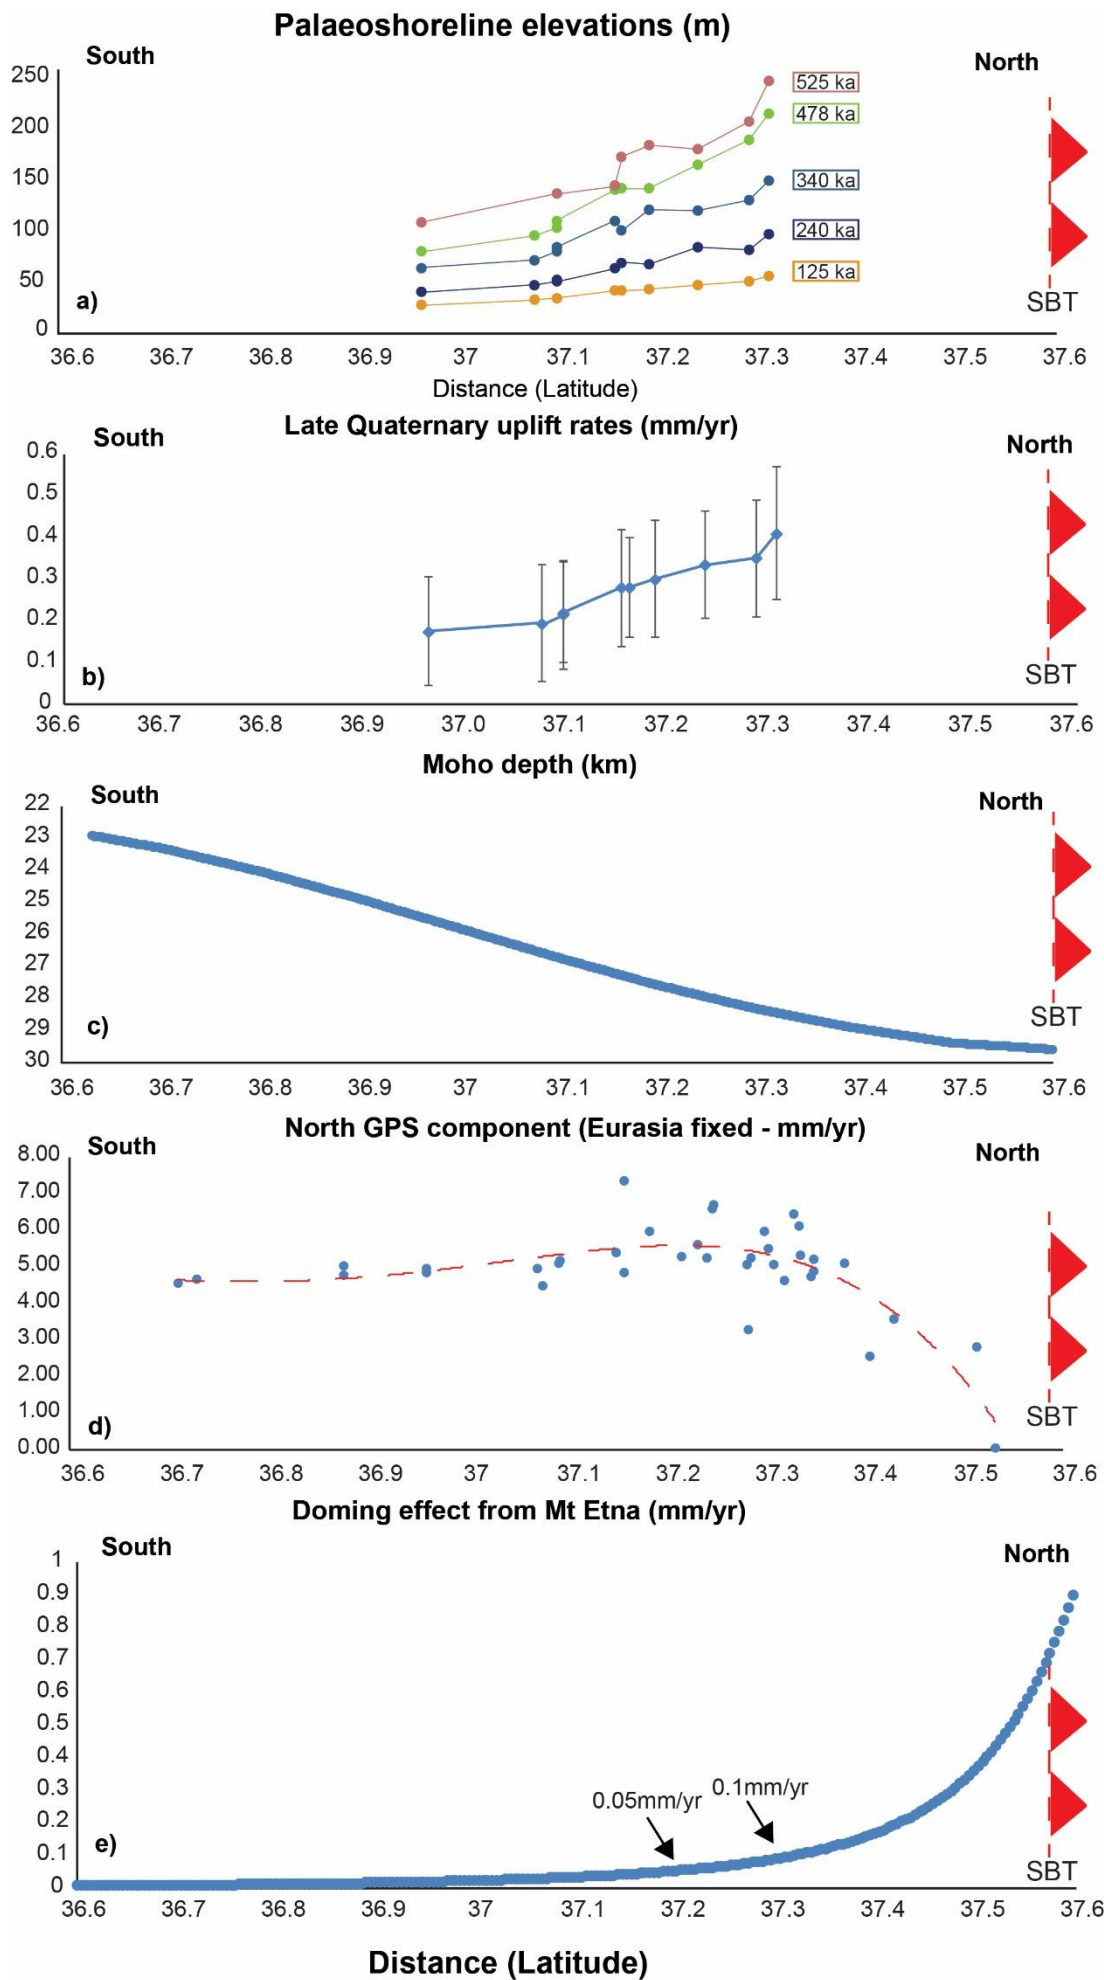 Palaeoshoreline elevations (m)
South
North
250
200
150
100
50
0
525 ka
478 ka
340 ka
240 ka
125 ka
a)
SBT
36.6 36.7 36.8 36.9 37 37.1 37.2 37.3 37.4 37.5 37.6
Distance (Latitude)
Late Quaternary uplift rates (mm/yr)
South
North
0.6
0.5
0.4
0.3
0.2
0.1
0
b)
SBT
36.6 36.7 36.8 36.9 37.0 37.1 37.2 37.3 37.4 37.5 37.6
Moho depth (km)
South
North
22
23
24
25
26
27
28
29
30
c)
SBT
36.6 36.7 36.8 36.9 37 37.1 37.2 37.3 37.4 37.5 37.6
North GPS component (Eurasia fixed - mm/yr)
South
North
8.00
7.00
6.00
5.00
4.00
3.00
2.00
1.00
0.00
d)
SBT
36.6 36.7 36.8 36.9 37 37.1 37.2 37.3 37.4 37.5 37.6
Doming effect from Mt Etna (mm/yr)
South
North
1
0.9
0.8
0.7
0.6
0.5
0.4
0.3
0.2
0.1
0
0.05mm/yr
0.1mm/yr
e)
SBT
36.6 36.7 36.8 36.9 37 37.1 37.2 37.3 37.4 37.5 37.6
Distance (Latitude)